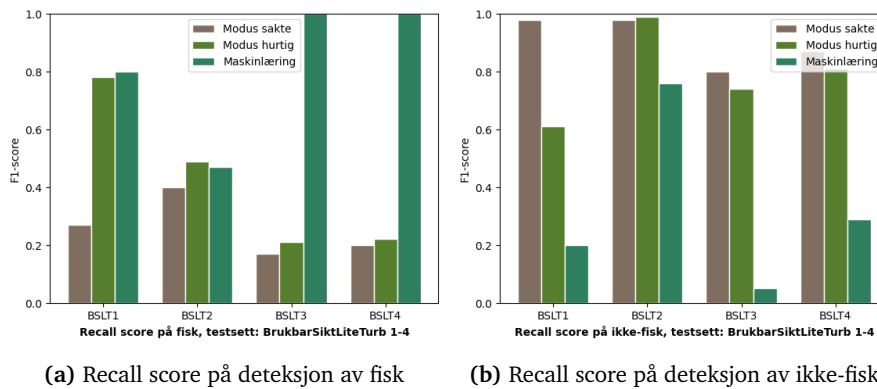 1.0
0.8
0.6
0.4
0.2
0.0
F1-score
Modus sakte
Modus hurtig
Maskinlæring
BSLT1 BSLT2 BSLT3 BSLT4
Recall score på fisk, testsett: BrukbarSiktLiteTurb 1-4
(a) Recall score på deteksjon av fisk
1.0
0.8
0.6
0.4
0.2
0.0
F1-score
Modus sakte
Modus hurtig
Maskinlæring
BSLT1 BSLT2 BSLT3 BSLT4
Recall score på ikke-fisk, testsett: BrukbarSiktLiteTurb 1-4
(b) Recall score på deteksjon av ikke-fisk